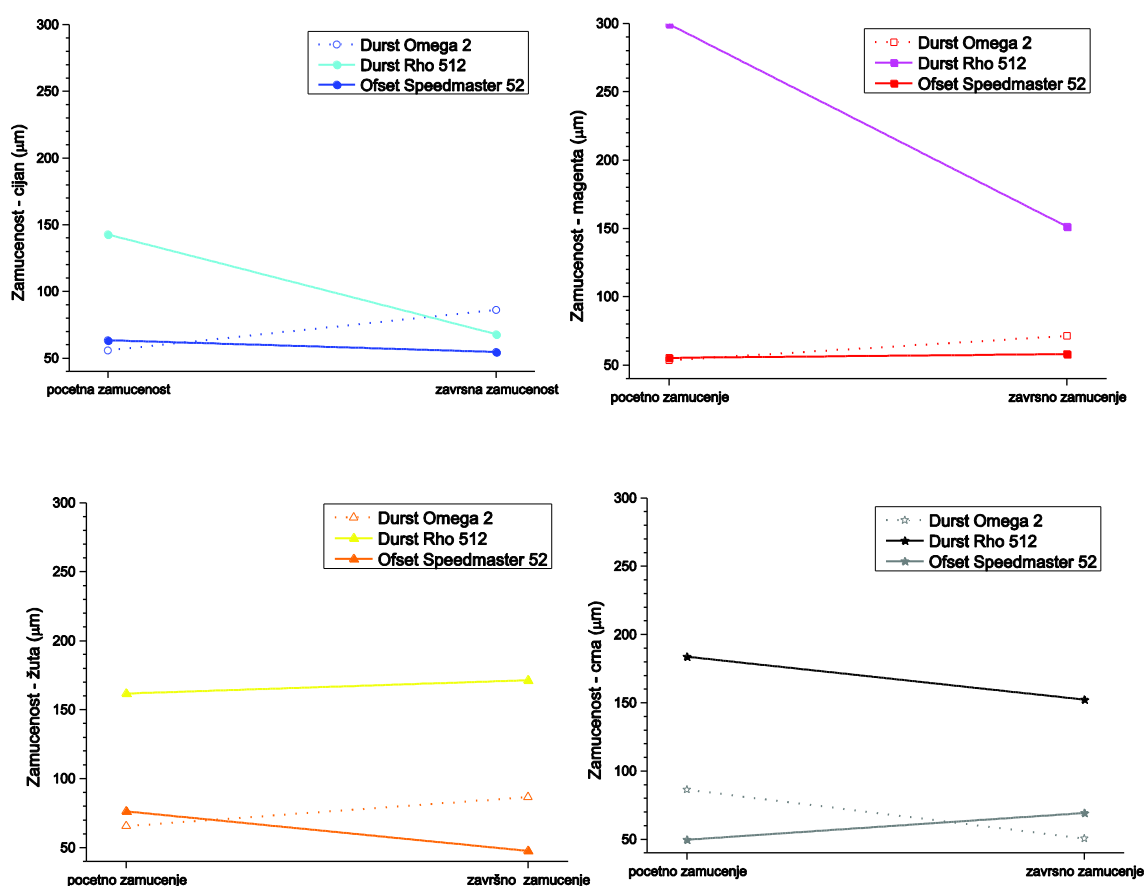 Zamucenost - cijan (µm)
300
250
200
150
100
50
Durst Omega 2
Durst Rho 512
Ofset Speedmaster 52
pocetna zamucenost
zavrsna zamucenost
Zamucenost - magenta (µm)
300
250
200
150
100
50
Durst Omega 2
Durst Rho 512
Ofset Speedmaster 52
pocetno zamucenje
zavrsno zamucenje
Zamucenost - žuta (µm)
300
250
200
150
100
50
Durst Omega 2
Durst Rho 512
Ofset Speedmaster 52
pocetno zamucenje
završno zamucenje
Zamucenost - crna (µm)
300
250
200
150
100
50
Durst Omega 2
Durst Rho 512
Ofset Speedmaster 52
pocetno zamucenje
zavrsno zamucenje